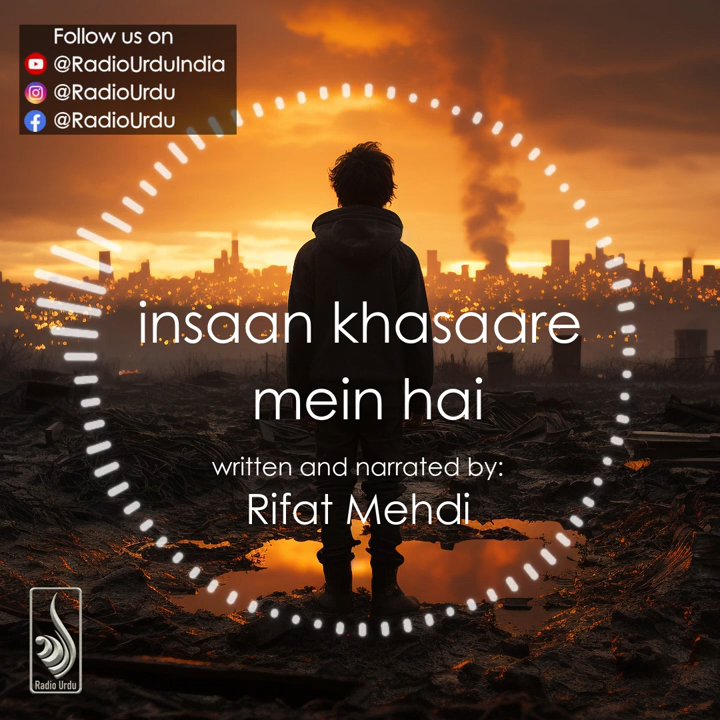 Follow us on
@RadioUrduIndia
@RadioUrdu
@RadioUrdu
insaan khasaare
mein hai
written and narrated by:
Rifat Mehdi
Radio Urdu